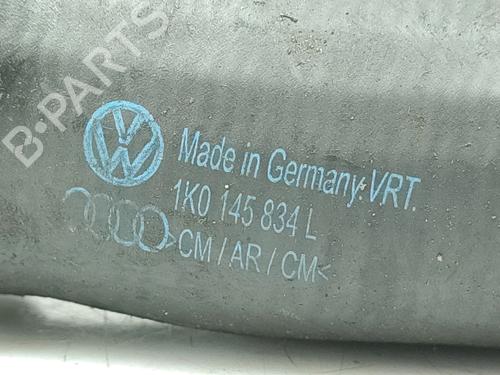 B-PARTS
Made in Germany.VRT.
1K0 145 834 L
>CM / AR / CM<